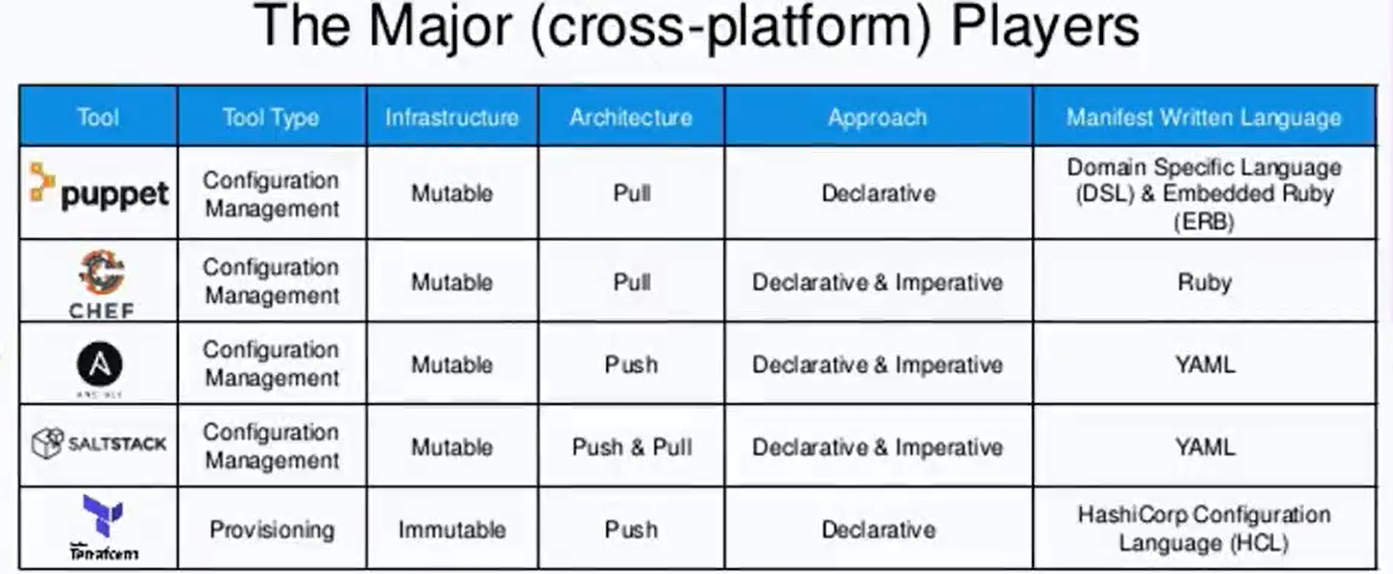 The Major (cross-platform) Players
Tool Tool Type Infrastructure Architecture Approach Manifest Written Language
puppet Configuration Management Mutable Pull Declarative Domain Specific Language (DSL) & Embedded Ruby (ERB)
CHEF Configuration Management Mutable Pull Declarative & Imperative Ruby
ANSIBLE Configuration Management Mutable Push Declarative & Imperative YAML
SALTSTACK Configuration Management Mutable Push & Pull Declarative & Imperative YAML
Terraform Provisioning Immutable Push Declarative HashiCorp Configuration Language (HCL)